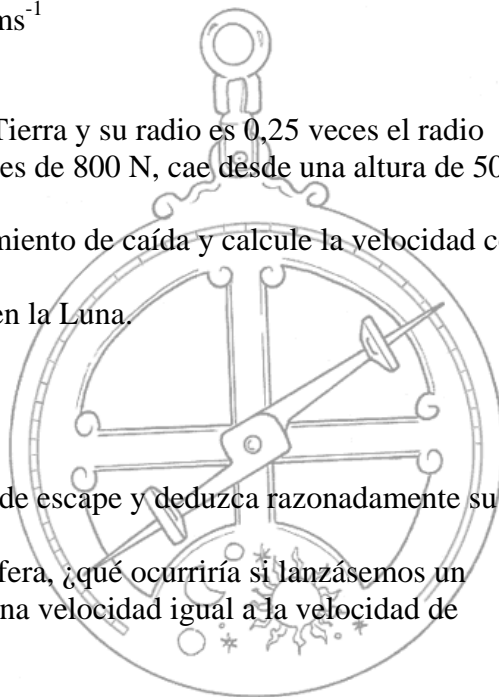 ms⁻¹
Tierra y su radio es 0,25 veces el radio
es de 800 N, cae desde una altura de 50
miento de caída y calcule la velocidad c
en la Luna.
de escape y deduzca razonadamente su
fera, ¿qué ocurriría si lanzásemos un
na velocidad igual a la velocidad de